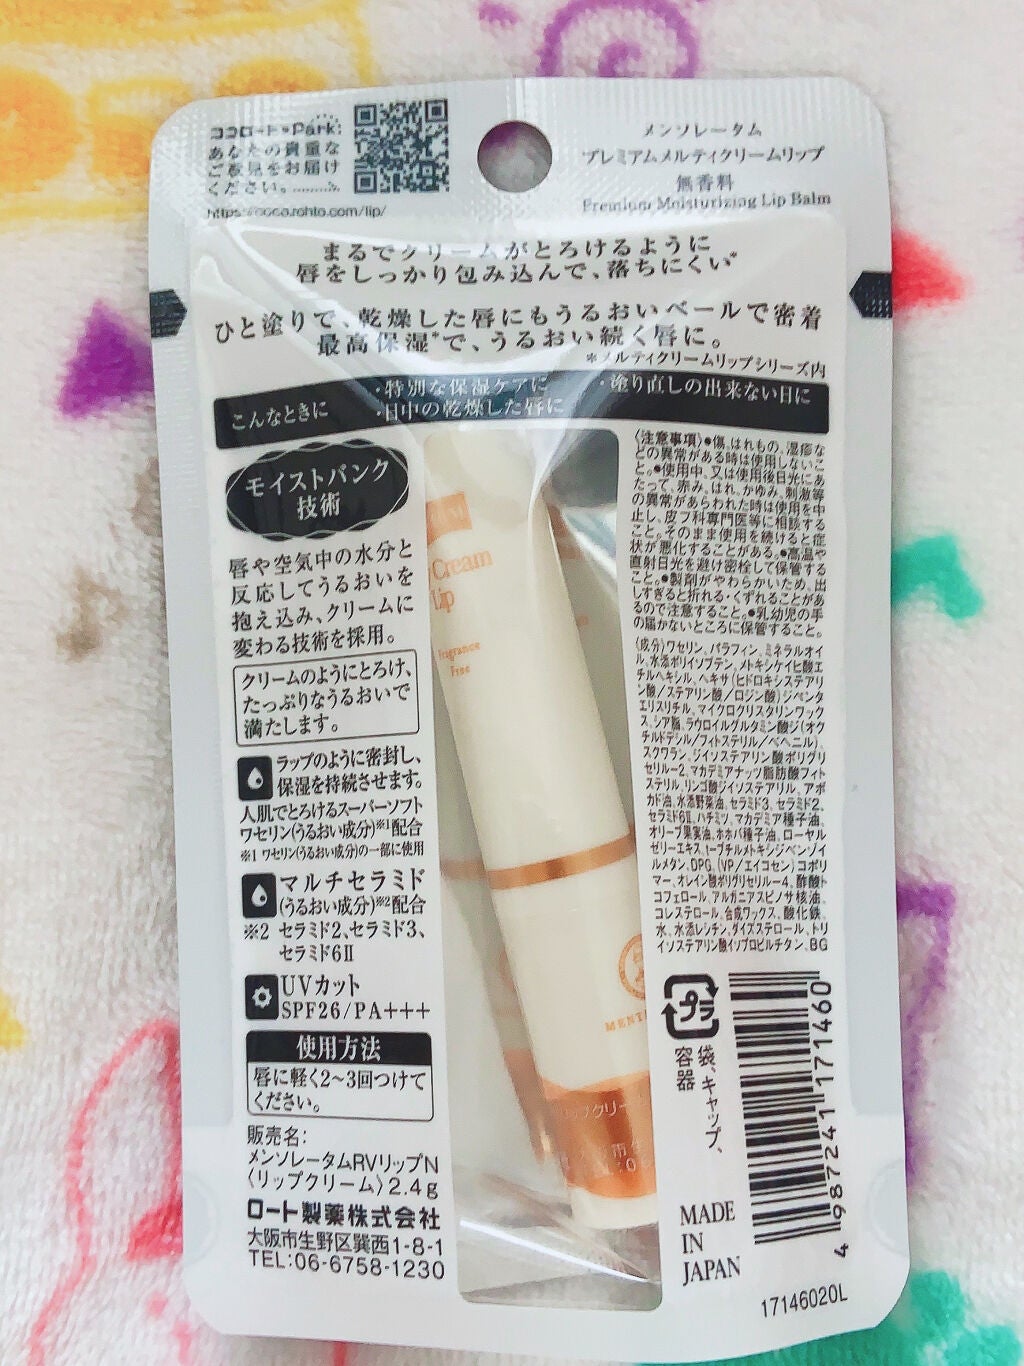 ココロート Park:
あなたの貴重な
ご意見をお届け
ください。
https://coco.rohto.com/lip/
メンソレータム
プレミアムメルティクリームリップ
無香料
Premium Moisturizing Lip Balm
まるでクリームがとろけるように
唇をしっかり包み込んで、落ちにくい*
ひと塗りで、乾燥した唇にもうるおいベールで密着
最高保湿*で、うるおい続く唇に。
*メルティクリームリップシリーズ内
こんなときに
・特別な保湿ケアに
・日中の乾燥した唇に
・塗り直しの出来ない日に
モイストバンク
技術
唇や空気中の水分と
反応してうるおいを
抱え込み、クリームに
変わる技術を採用。
クリームのようにとろけ、
たっぷりなうるおいで
満たします。
ラップのように密封し、
保湿を持続させます。
人肌でとろけるスーパーソフト
ワセリン(うるおい成分)※1配合
※1 ワセリン(うるおい成分)の一部に使用
マルチセラミド
(うるおい成分)※2配合
※2 セラミド2、セラミド3、
セラミド6Ⅱ
UVカット
SPF26/PA+++
使用方法
唇に軽く2~3回つけて
ください。
販売名:
メンソレータムRVリップN
〈リップクリーム〉2.4g
ロート製薬株式会社
大阪市生野区巽西1-8-1
TEL:06-6758-1230
Cream
Lip
Fragrance
Free
MENT
〈注意事項〉●傷、はれもの、湿疹な
どの異常がある時は使用しないこ
と。●使用中、又は使用後日光にあ
たって、赤み、はれ、かゆみ、刺激等
の異常があらわれた時は使用を中
止し、皮フ科専門医等に相談する
こと。そのまま使用を続けると症
状が悪化することがある。●高温や
直射日光を避け密栓して保管する
こと。●製剤がやわらかいため、出
しすぎると折れる・くずれることがあ
るので注意すること。●乳幼児の手
の届かないところに保管すること。
〈成分〉ワセリン、パラフィン、ミネラルオイ
ル、水添ポリイソブテン、メトキシケイヒ酸エ
チルヘキシル、ヘキサ(ヒドロキシステアリ
ン酸/ステアリン酸/ロジン酸)ジペンタ
エリスリチル、マイクロクリスタリンワック
ス、シア脂、ラウロイルグルタミン酸ジ(オク
チルドデシル/フィトステリル/ベヘニル)、
スクワラン、ジイソステアリン酸ポリグリ
セリル-2、マカデミアナッツ脂肪酸フィト
ステリル、リンゴ酸ジイソステアリル、アボ
カド油、水添野菜油、セラミド3、セラミド2、
セラミド6Ⅱ、ハチミツ、マカデミア種子油、
オリーブ果実油、ホホバ種子油、ローヤル
ゼリーエキス、t-ブチルメトキシジベンゾイ
ルメタン、DPG、(VP/エイコセン)コポリ
マー、オレイン酸ポリグリセリル-4、酢酸ト
コフェロール、アルガニアスピノサ核油、
コレステロール、合成ワックス、酸化鉄、
水、水添レシチン、ダイズステロール、トリ
イソステアリン酸イソプロピルチタン、BG
プラ
袋、キャップ、
容器
4 987241 171460
MADE
IN
JAPAN
17146020L